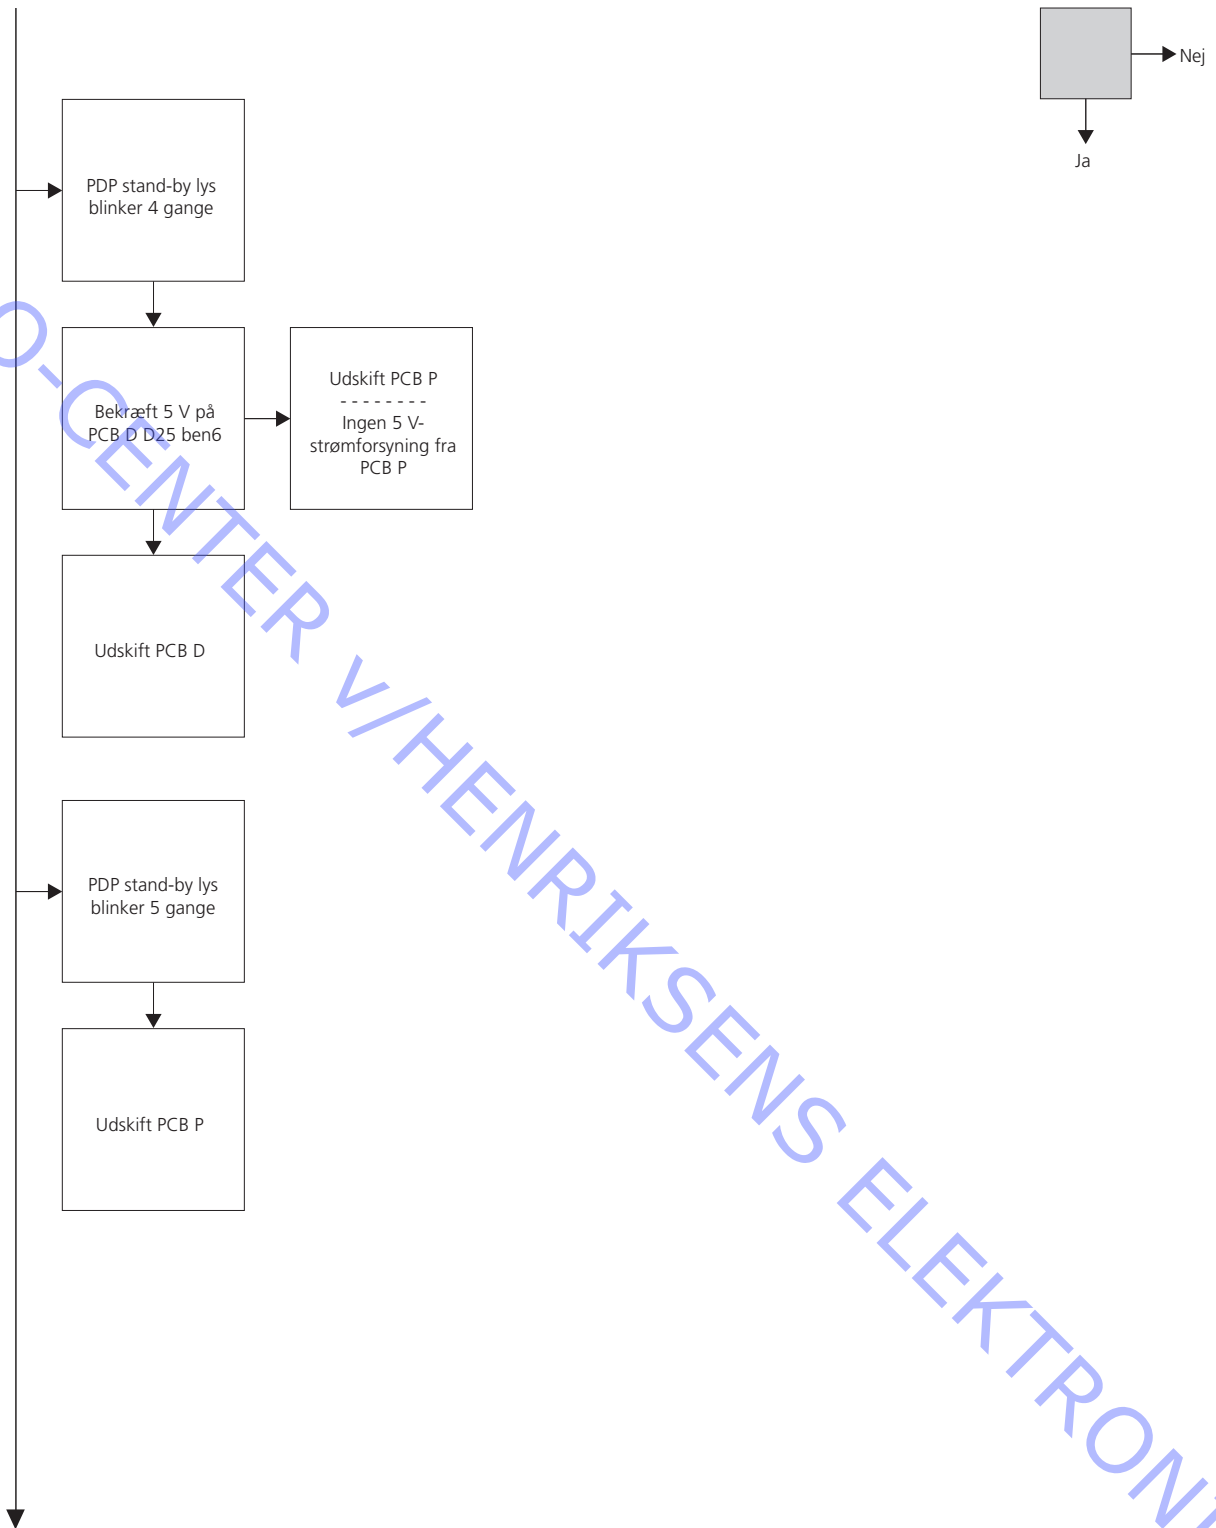 Nej
Ja
PDP stand-by lys
blinker 4 gange
Bekræft 5 V på
PCB D D25 ben6
Udskift PCB P
- - - - - - - -
Ingen 5 V-
strømforsyning fra
PCB P
Udskift PCB D
PDP stand-by lys
blinker 5 gange
Udskift PCB P
O-CENTER v/HENRIKSENS ELEKTRON